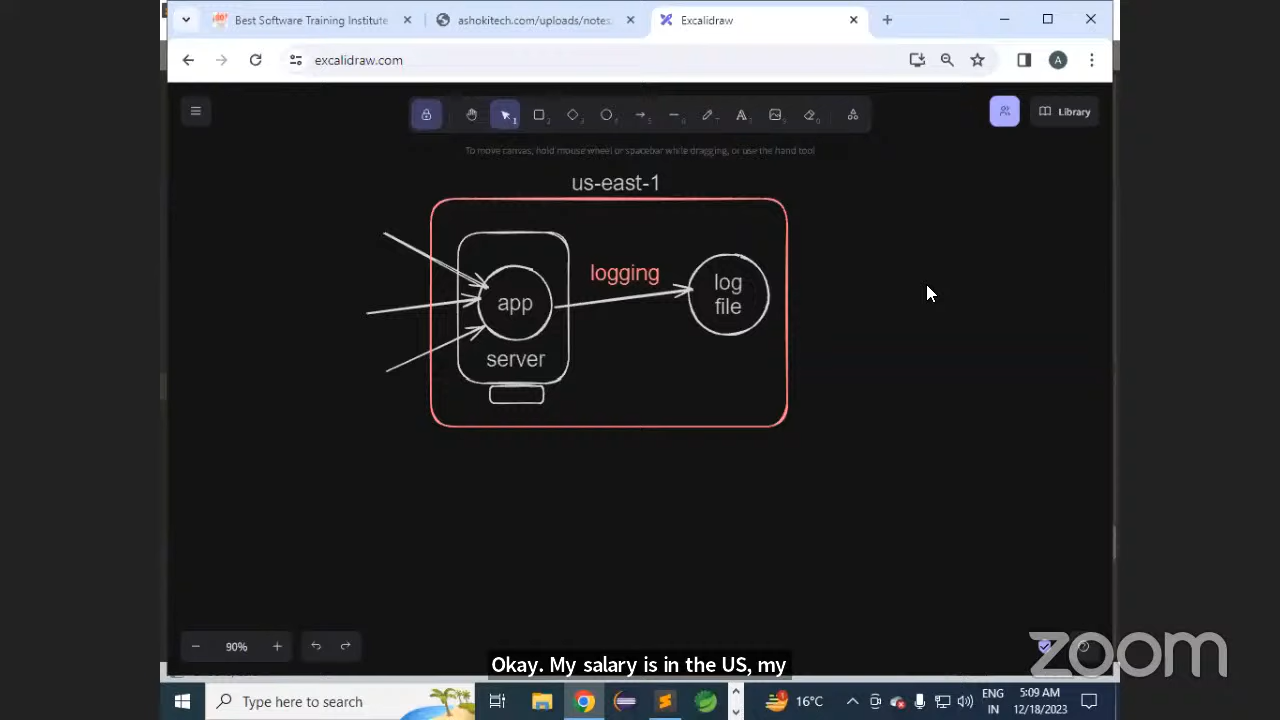 Best Software Training Institute
ashokitech.com/uploads/notes
Excalidraw
excalidraw.com
A
Library
To move canvas, hold mouse wheel or spacebar while dragging, or use the hand tool
us-east-1
logging
log
file
app
server
90%
Okay. My salary is in the US, my
zoom
Type here to search
16°C
ENG
IN
5:09 AM
12/18/2023